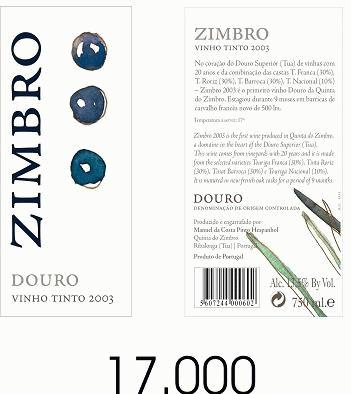 ZIMBRO
DOURO
VINHO TINTO 2003
ZIMBRO
VINHO TINTO 2003
No coração do Douro Superior (Tua) de vinhas com
20 anos e da combinação das castas T. Franca (30%),
T. Roriz (30%), T. Barroca (30%), T. Nacional (10%)
– Zimbro 2003 é o primeiro vinho Douro da Quinta
do Zimbro. Estagiou durante 9 meses em barricas de
carvalho francês novo de 500 lts.
Temperatura a servir: 17º
Zimbro 2003 is the first wine produced in Quinta do Zimbro,
a domaine in the heart of the Douro Superior (Tua).
This wine comes from vineyards with 20 years and it is made
from the selected varieties Touriga Franca (30%), Tinta Roriz
(30%), Tinta Barroca (30%) e Touriga Nacional (10%).
It is matured in new french oak casks for a period of 9 months.
DOURO
DENOMINAÇÃO DE ORIGEM CONTROLADA
Produzido e engarrafado por
Manuel da Costa Pinto Hespanhol
Quinta do Zimbro
Ribalonga (Tua) | Portugal
Produto de Portugal
Alc. 13,5% By Vol.
5607244 000602
750 ml.e
17.000